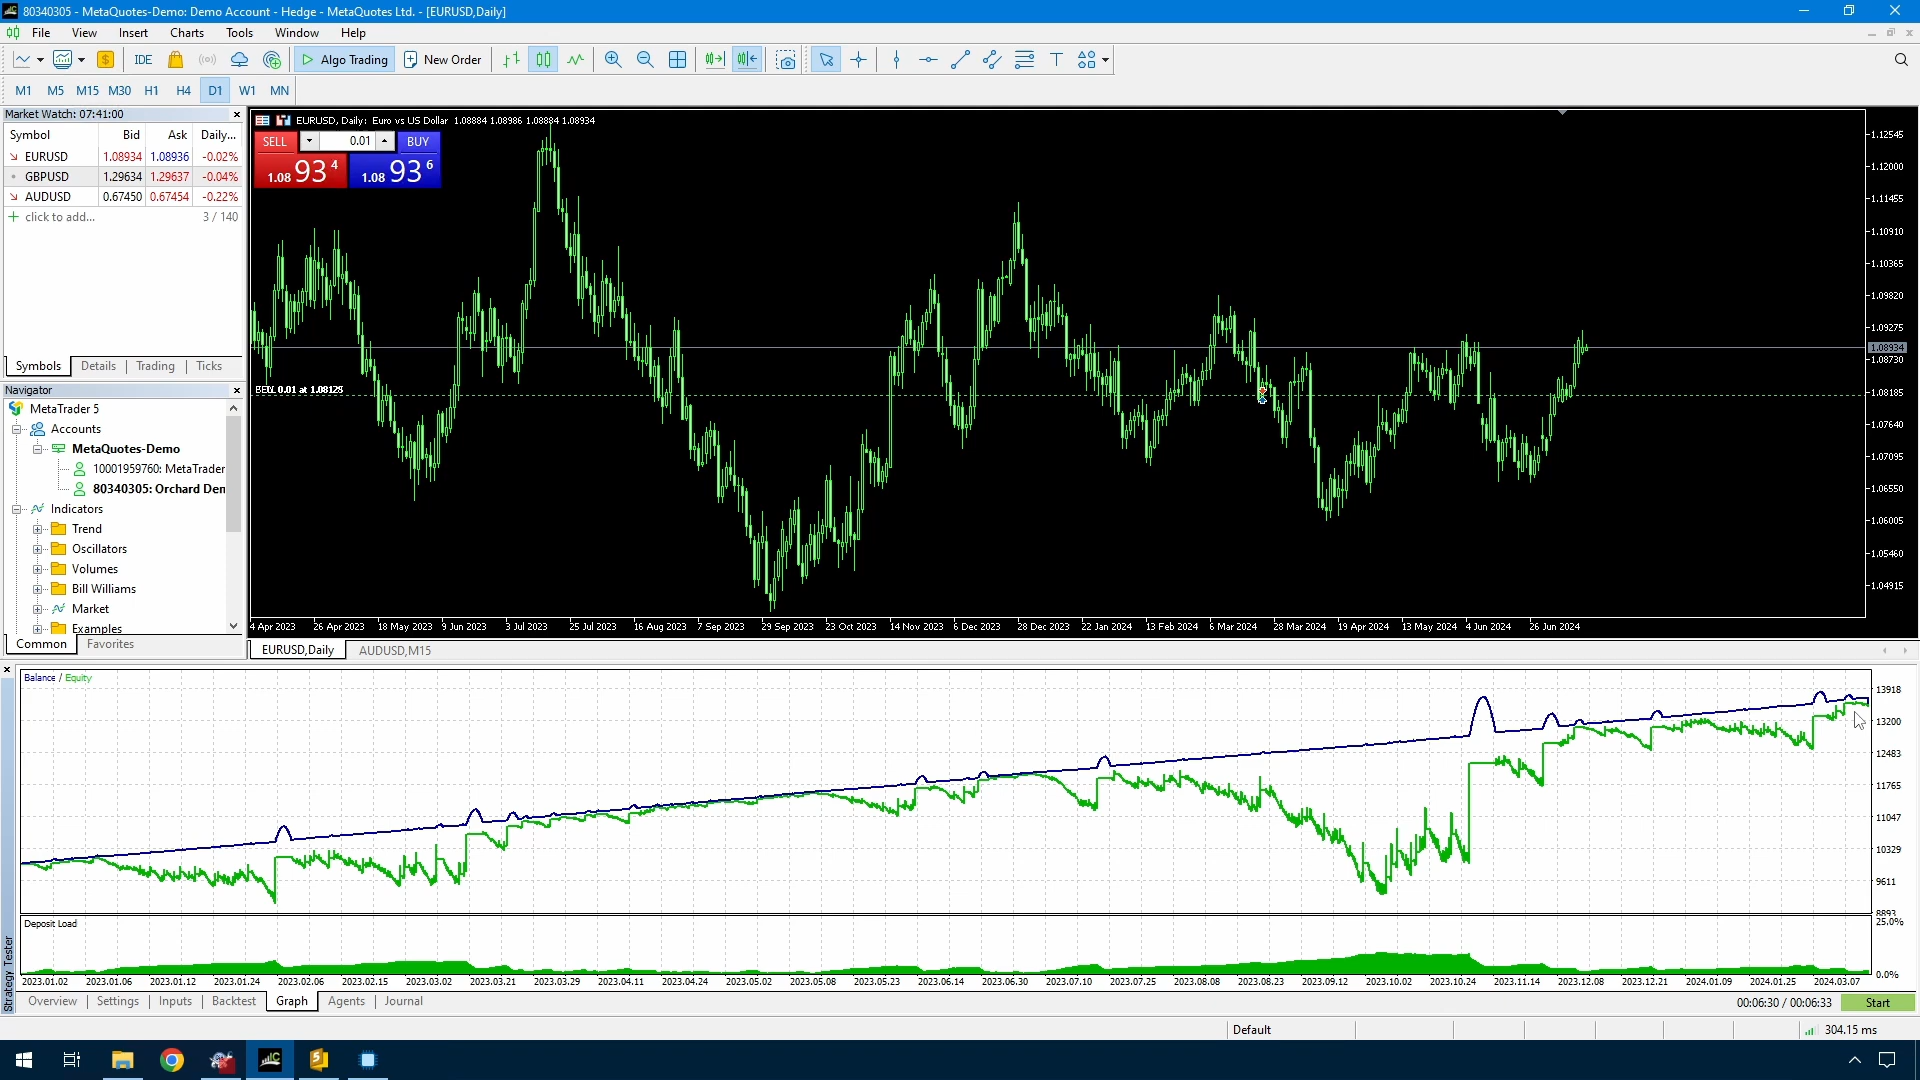 80340305 - MetaQuotes-Demo: Demo Account - Hedge - MetaQuotes Ltd. - [EURUSD,Daily]
File View Insert Charts Tools Window Help
IDE Algo Trading New Order
M1 M5 M15 M30 H1 H4 D1 W1 MN
Market Watch: 07:41:00
Symbol Bid Ask Daily...
EURUSD 1.08934 1.08936 -0.02%
GBPUSD 1.29634 1.29637 -0.04%
AUDUSD 0.67450 0.67454 -0.22%
click to add... 3 / 140
Symbols Details Trading Ticks
Navigator
MetaTrader 5
Accounts
MetaQuotes-Demo
10001959760: MetaTrader
80340305: Orchard Den
Indicators
Trend
Oscillators
Volumes
Bill Williams
Market
Examples
Common Favorites
EURUSD, Daily: Euro vs US Dollar 1.08884 1.08986 1.08884 1.08934
SELL 0.01 BUY
1.08 93 4 1.08 93 6
0.01 at 1.08125
1.12545
1.12000
1.11455
1.10910
1.10365
1.09820
1.09275
1.08934
1.08730
1.08185
1.07640
1.07095
1.06550
1.06005
1.05460
1.04915
4 Apr 2023 26 Apr 2023 18 May 2023 9 Jun 2023 3 Jul 2023 25 Jul 2023 16 Aug 2023 7 Sep 2023 29 Sep 2023 23 Oct 2023 14 Nov 2023 6 Dec 2023 28 Dec 2023 22 Jan 2024 13 Feb 2024 6 Mar 2024 28 Mar 2024 19 Apr 2024 13 May 2024 4 Jun 2024 26 Jun 2024
EURUSD,Daily AUDUSD,M15
Balance / Equity
13918
13200
12483
11765
11047
10329
9611
8893
Deposit Load
25.0%
0.0%
2023.01.02 2023.01.06 2023.01.12 2023.01.24 2023.02.06 2023.02.15 2023.03.02 2023.03.21 2023.03.29 2023.04.11 2023.04.24 2023.05.02 2023.05.08 2023.05.23 2023.06.14 2023.06.30 2023.07.10 2023.07.25 2023.08.08 2023.08.23 2023.09.12 2023.10.02 2023.10.24 2023.11.14 2023.12.08 2023.12.21 2024.01.09 2024.01.25 2024.03.07
Strategy Tester
Overview Settings Inputs Backtest Graph Agents Journal
00:06:30 / 00:06:33 Start
Default 304.15 ms